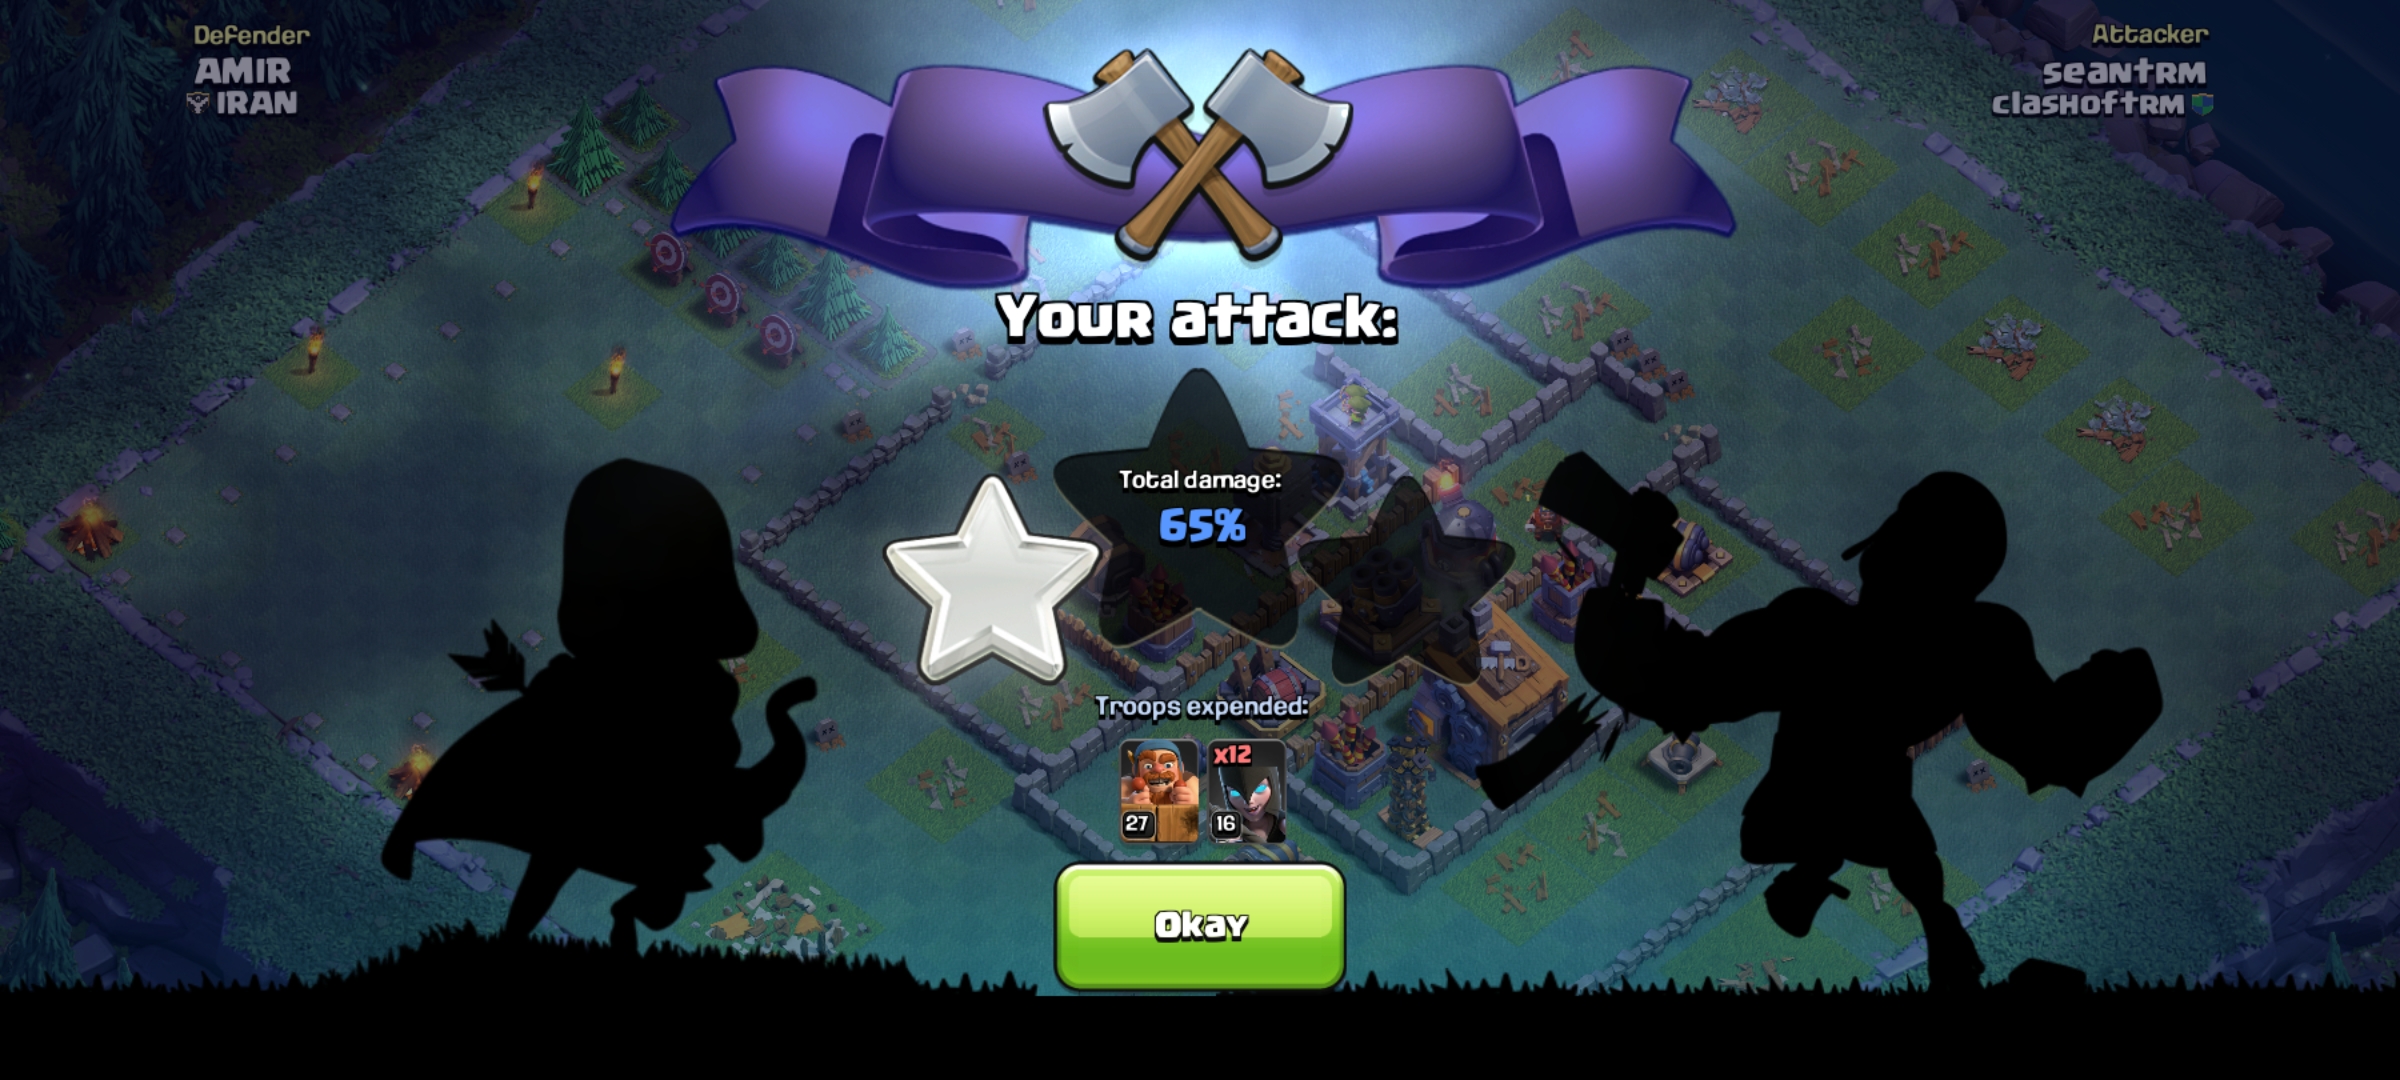 Defender
AMIR
IRAN
Attacker
seantrm
clashoftrm
Your attack:
Total damage:
65%
Troops expended:
x12
27
16
Okay